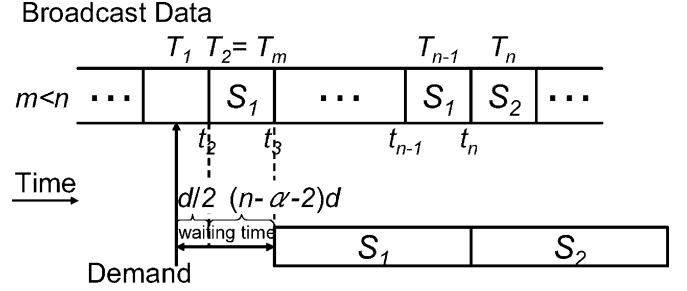 Broadcast Data
T1 T2= Tm Tn-1 Tn
m<n ··· S1 ··· S1 S2 ···
t2 t3 tn-1 tn
Time
d/2 (n-α-2)d
waiting time
S1 S2
Demand